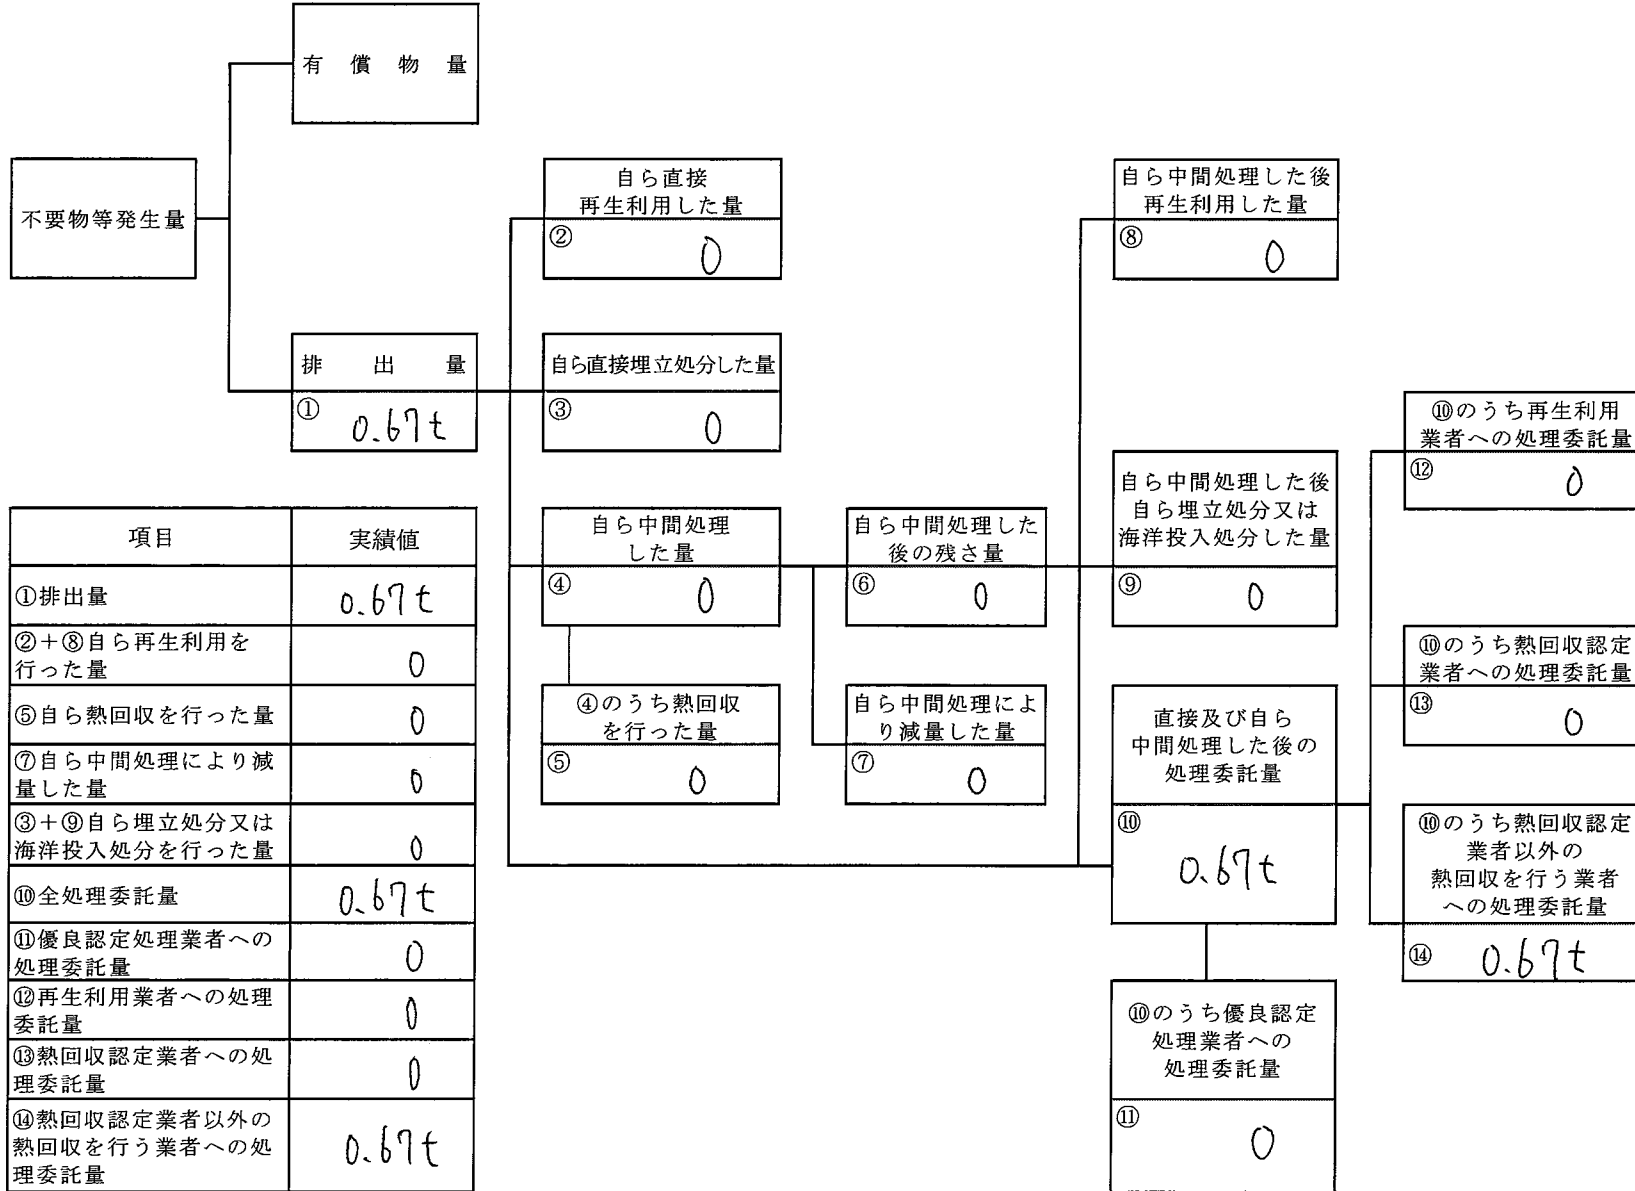 有償物量
不要物等発生量
自ら直接
再生利用した量
② 0
自ら中間処理した後
再生利用した量
⑧ 0
排出量
① 0.67t
自ら直接埋立処分した量
③ 0
⑩のうち再生利用
業者への処理委託量
⑫ 0
自ら中間処理した後
自ら埋立処分又は
海洋投入処分した量
⑨ 0
自ら中間処理
した量
④ 0
自ら中間処理した
後の残さ量
⑥ 0
⑩のうち熱回収認定
業者への処理委託量
⑬ 0
④のうち熱回収
を行った量
⑤ 0
自ら中間処理によ
り減量した量
⑦ 0
直接及び自ら
中間処理した後の
処理委託量
⑩ 0.67t
⑩のうち熱回収認定
業者以外の
熱回収を行う業者
への処理委託量
⑭ 0.67t
⑩のうち優良認定
処理業者への
処理委託量
⑪ 0
項目 実績値
①排出量 0.67t
②+⑧自ら再生利用を
行った量 0
⑤自ら熱回収を行った量 0
⑦自ら中間処理により減
量した量 0
③+⑨自ら埋立処分又は
海洋投入処分を行った量 0
⑩全処理委託量 0.67t
⑪優良認定処理業者への
処理委託量 0
⑫再生利用業者への処理
委託量 0
⑬熱回収認定業者への処
理委託量 0
⑭熱回収認定業者以外の
熱回収を行う業者への処
理委託量 0.67t